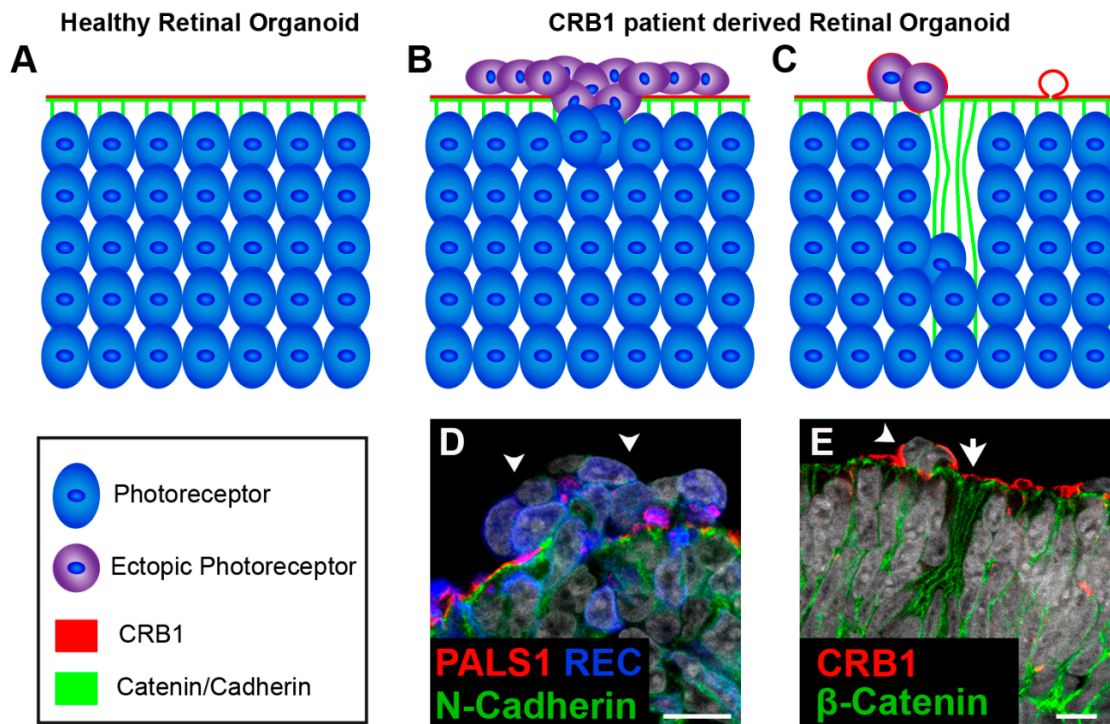 Healthy Retinal Organoid
CRB1 patient derived Retinal Organoid
A
B
C
Photoreceptor
Ectopic Photoreceptor
CRB1
Catenin/Cadherin
D
PALS1 REC
N-Cadherin
E
CRB1
β-Catenin